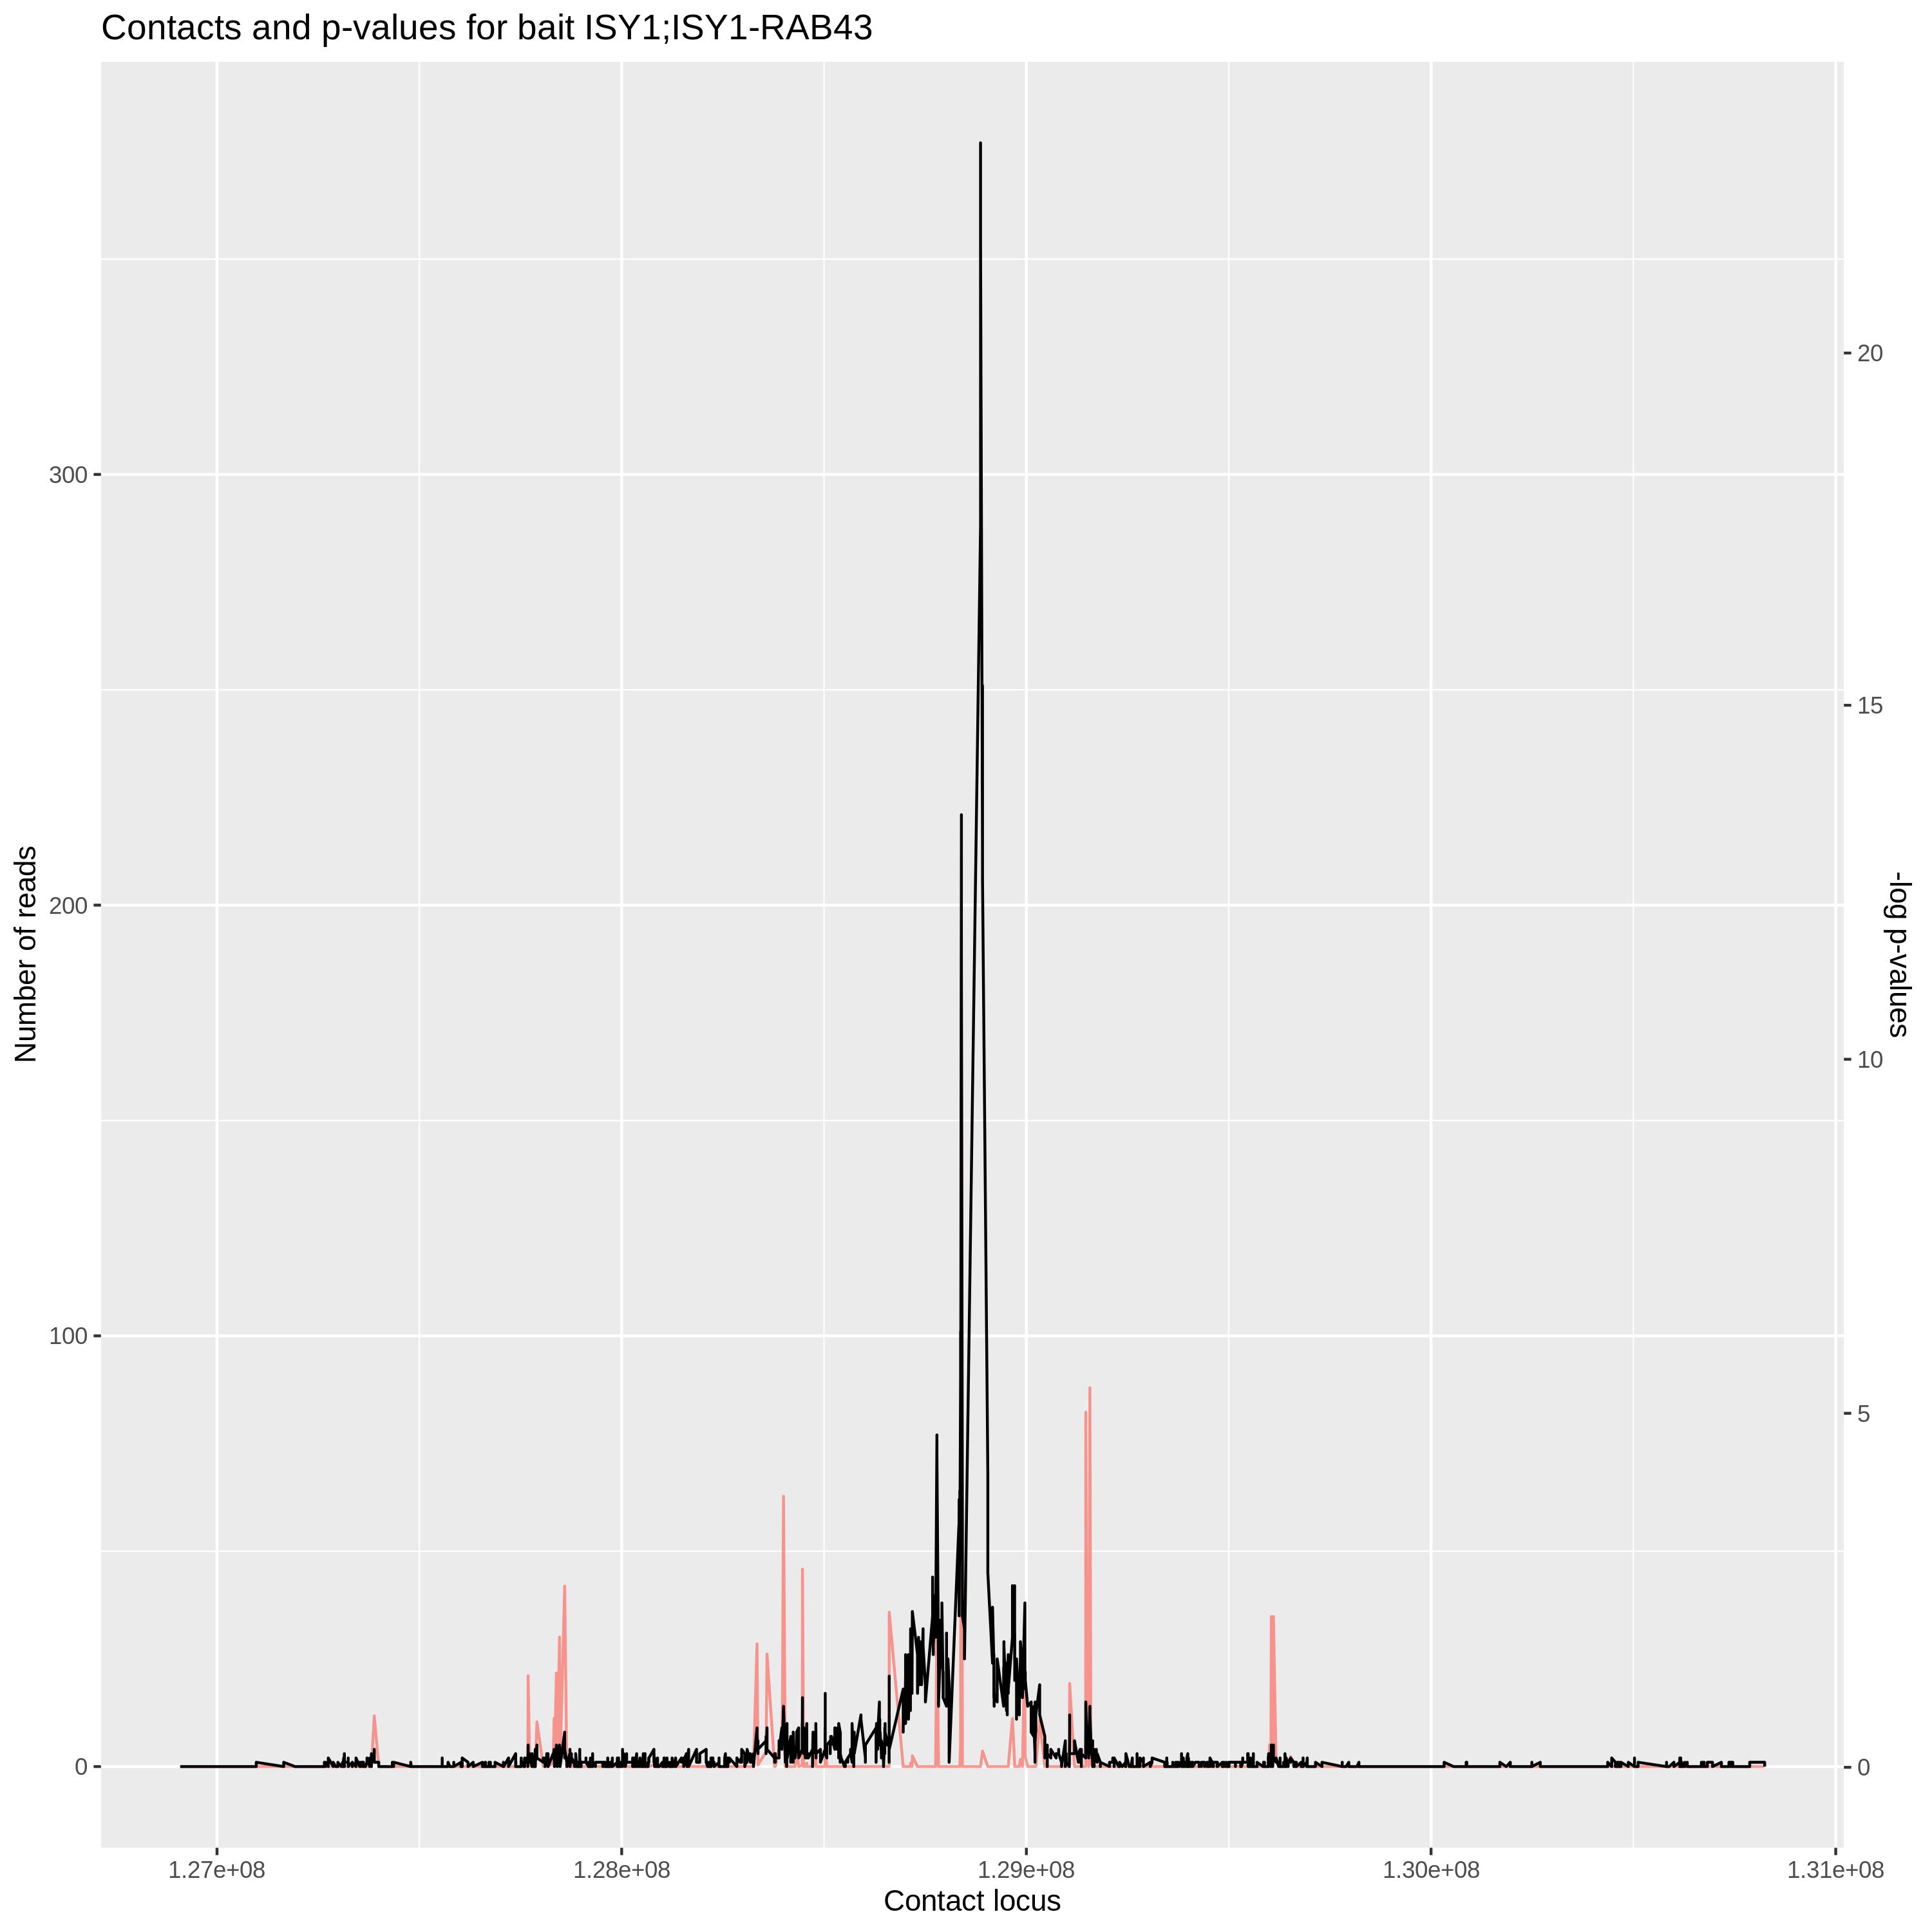 Contacts and p-values for bait ISY1;ISY1-RAB43
Number of reads
300
200
100
0
20
15
10
5
0
-log p-values
1.27e+08 1.28e+08 1.29e+08 1.30e+08 1.31e+08
Contact locus